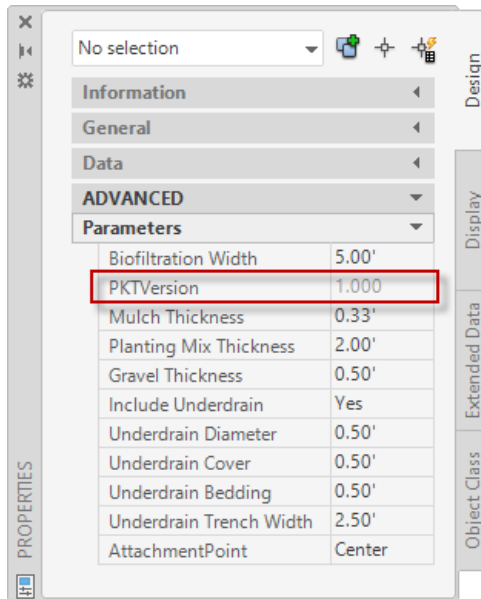 No selection
Information
General
Data
ADVANCED
Parameters
Biofiltration Width 5.00'
PKTVersion 1.000
Mulch Thickness 0.33'
Planting Mix Thickness 2.00'
Gravel Thickness 0.50'
Include Underdrain Yes
Underdrain Diameter 0.50'
Underdrain Cover 0.50'
Underdrain Bedding 0.50'
Underdrain Trench Width 2.50'
AttachmentPoint Center
PROPERTIES
Design
Display
Extended Data
Object Class